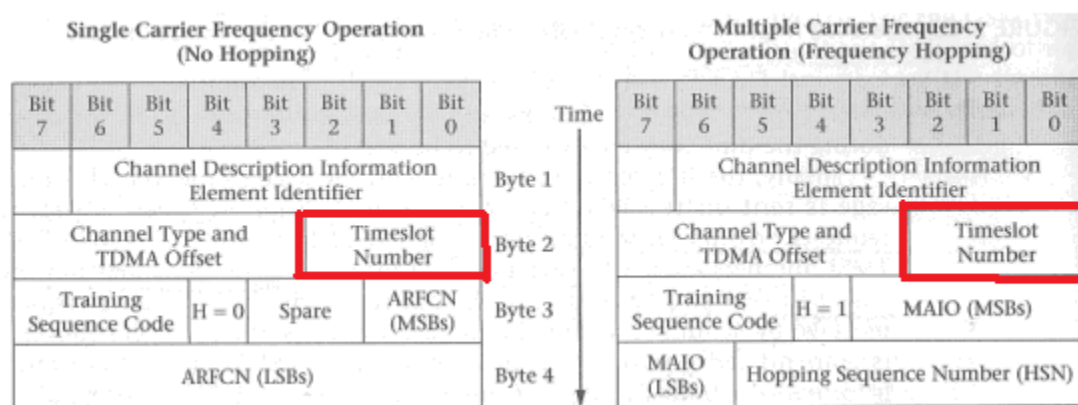 Single Carrier Frequency Operation
(No Hopping)
Bit 7 Bit 6 Bit 5 Bit 4 Bit 3 Bit 2 Bit 1 Bit 0
Channel Description Information
Element Identifier
Channel Type and
TDMA Offset
Timeslot
Number
Training
Sequence Code
H = 0
Spare
ARFCN
(MSBs)
ARFCN (LSBs)
Time
Byte 1
Byte 2
Byte 3
Byte 4
Multiple Carrier Frequency
Operation (Frequency Hopping)
Bit 7 Bit 6 Bit 5 Bit 4 Bit 3 Bit 2 Bit 1 Bit 0
Channel Description Information
Element Identifier
Channel Type and
TDMA Offset
Timeslot
Number
Training
Sequence Code
H = 1
MAIO (MSBs)
MAIO
(LSBs)
Hopping Sequence Number (HSN)